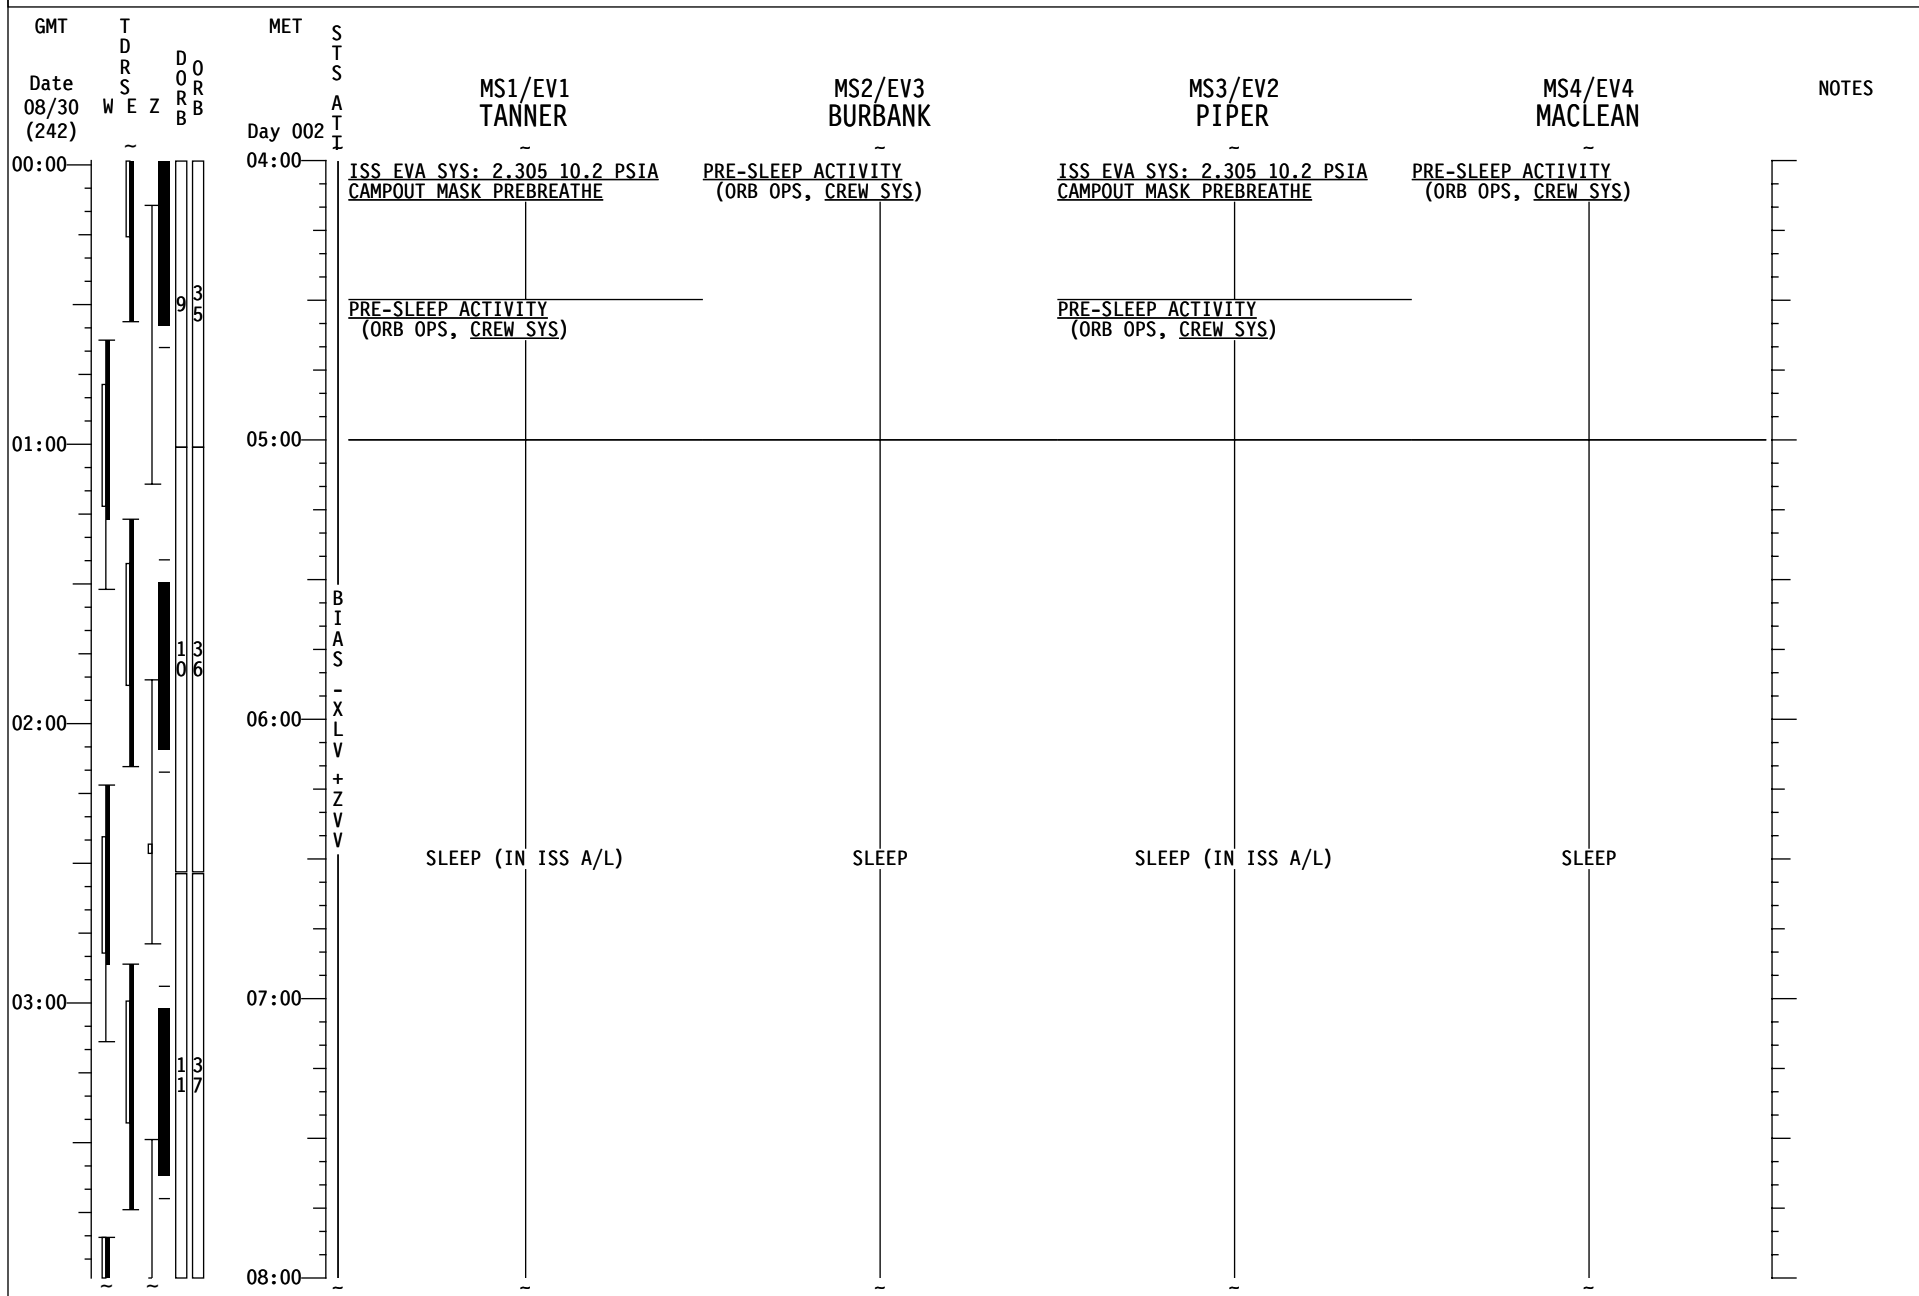 GMT
TDRS
MET
STS ATT
DORB
ORB
Date
08/30
(242)
W E Z
Day 002
MS1/EV1
TANNER
MS2/EV3
BURBANK
MS3/EV2
PIPER
MS4/EV4
MACLEAN
NOTES
~ ~ ~ ~ ~
00:00 04:00
ISS EVA SYS: 2.305 10.2 PSIA
CAMPOUT MASK PREBREATHE
PRE-SLEEP ACTIVITY
(ORB OPS, CREW SYS)
ISS EVA SYS: 2.305 10.2 PSIA
CAMPOUT MASK PREBREATHE
PRE-SLEEP ACTIVITY
(ORB OPS, CREW SYS)
9 35
PRE-SLEEP ACTIVITY
(ORB OPS, CREW SYS)
PRE-SLEEP ACTIVITY
(ORB OPS, CREW SYS)
01:00 05:00
BIAS -XLV +ZVV
10 36
02:00 06:00
SLEEP (IN ISS A/L) SLEEP SLEEP (IN ISS A/L) SLEEP
03:00 07:00
11 37
08:00
~ ~ ~ ~ ~ ~ ~